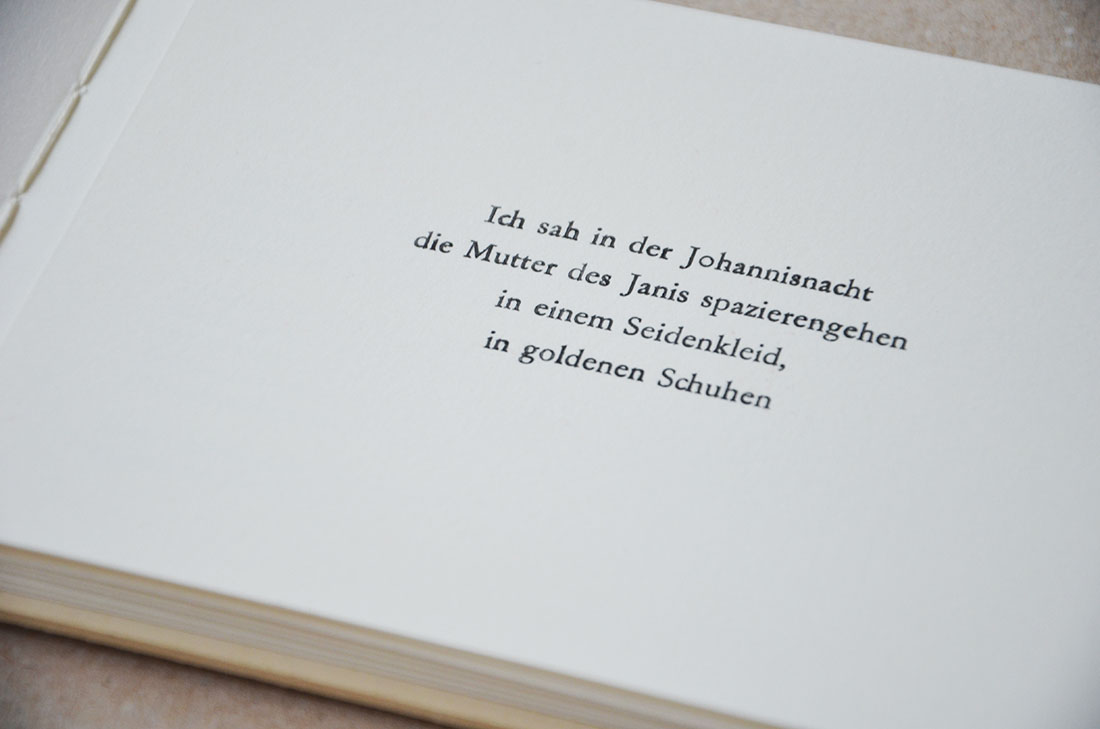 Ich sah in der Johannisnacht
die Mutter des Janis spazierengehen
in einem Seidenkleid,
in goldenen Schuhen